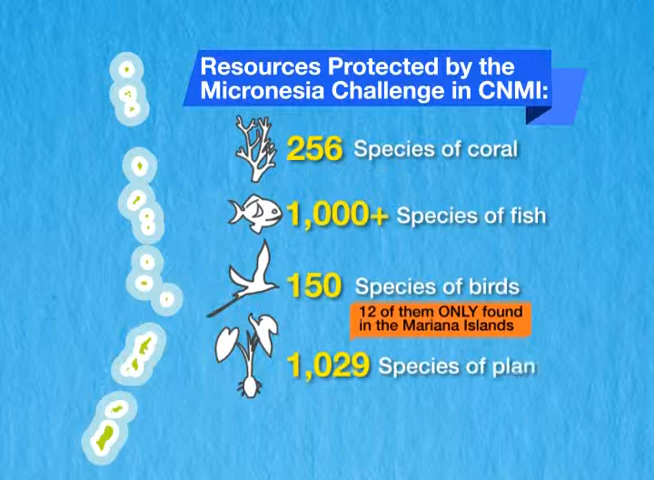 Resources Protected by the
Micronesia Challenge in CNMI:
256 Species of coral
1,000+ Species of fish
150 Species of birds
12 of them ONLY found
in the Mariana Islands
1,029 Species of plan